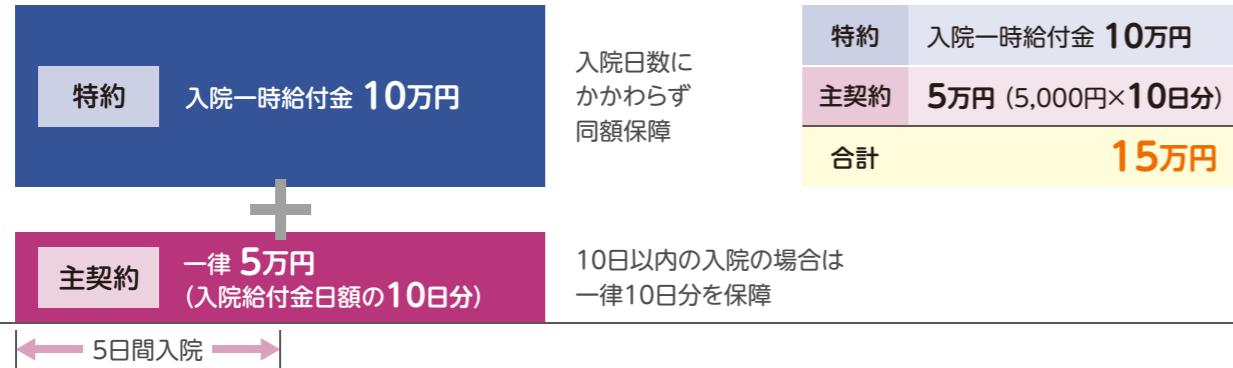 特約
入院一時給付金 10万円
入院日数に
かかわらず
同額保障
主契約
一律 5万円
(入院給付金日額の10日分)
10日以内の入院の場合は
一律10日分を保障
5日間入院
特約 入院一時給付金 10万円
主契約 5万円 (5,000円×10日分)
合計 15万円